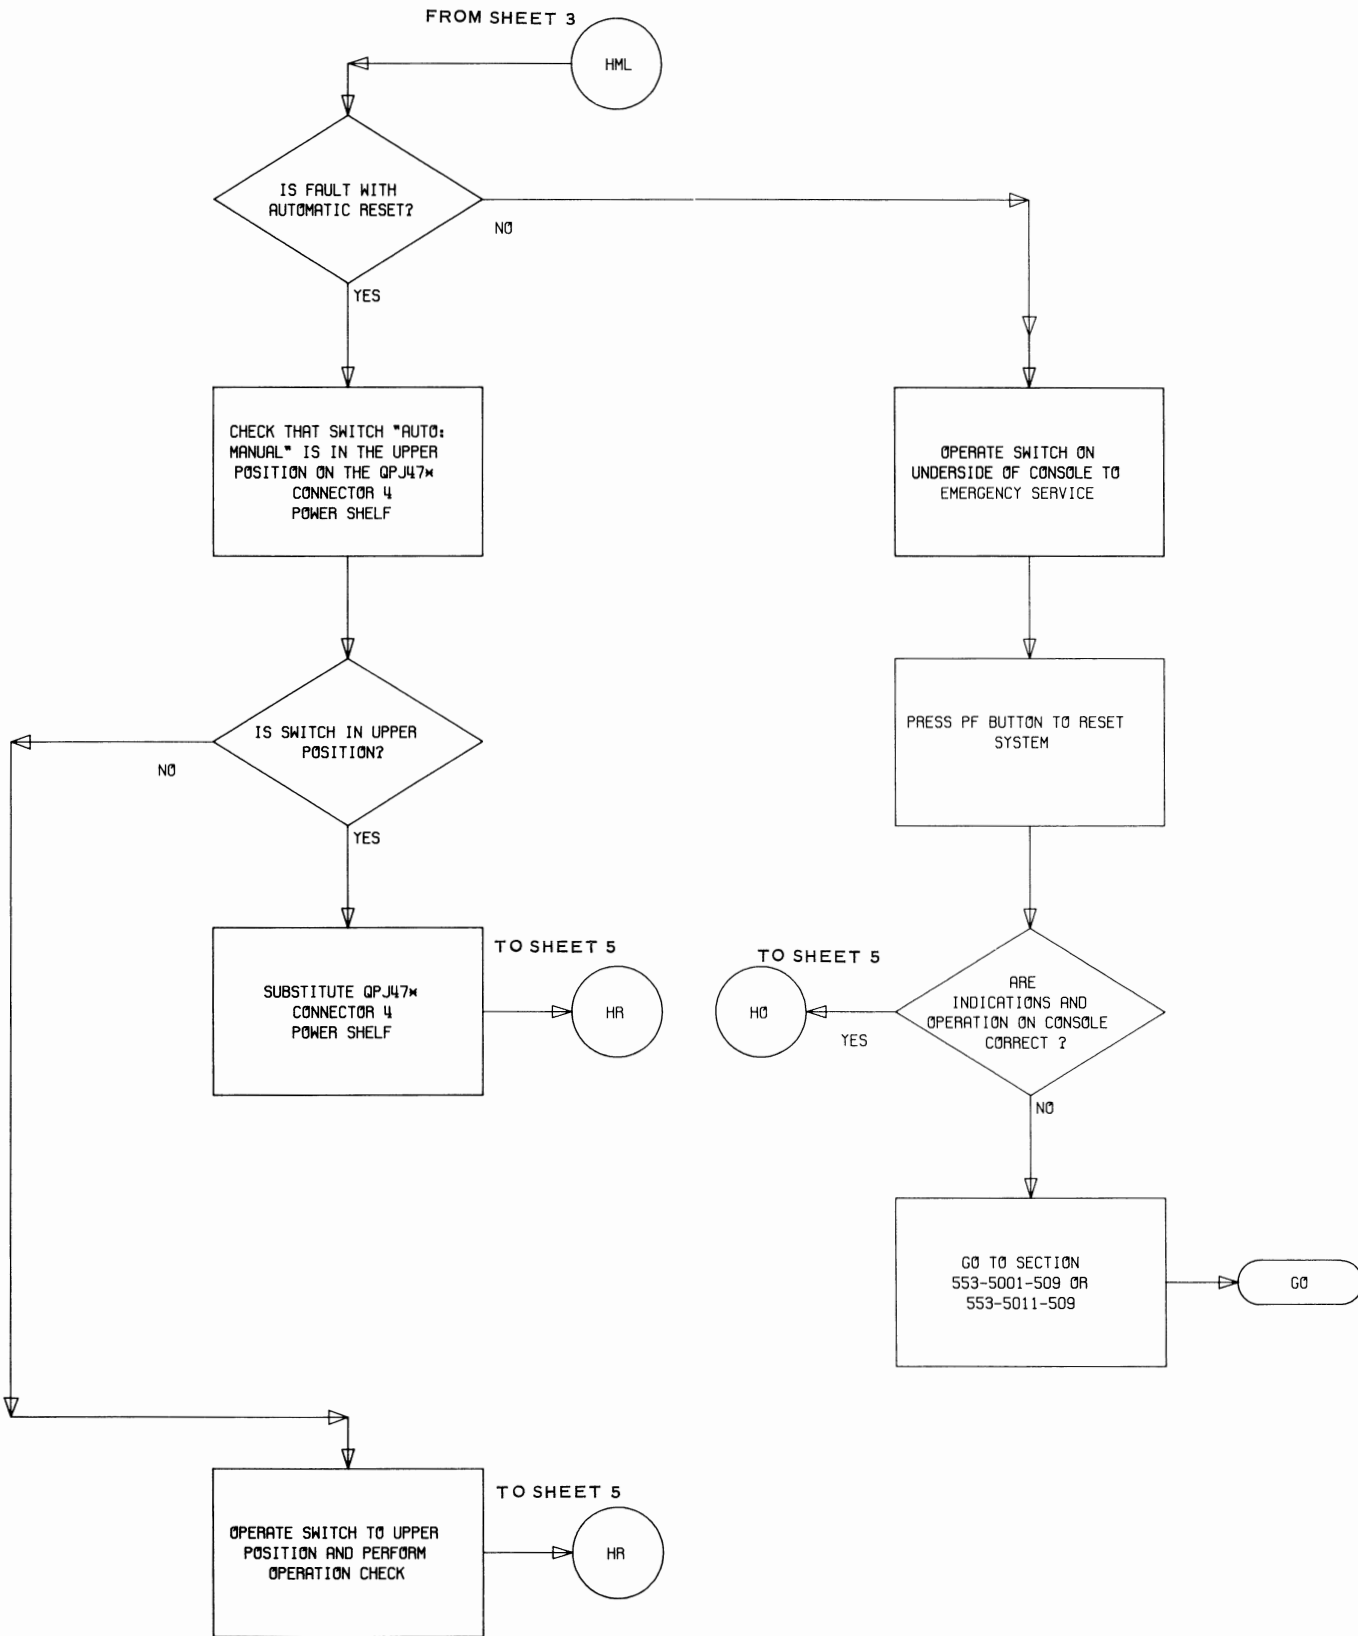 FROM SHEET 3
HML
IS FAULT WITH
AUTOMATIC RESET?
NO
YES
CHECK THAT SWITCH "AUTO:
MANUAL" IS IN THE UPPER
POSITION ON THE QPJ47*
CONNECTOR 4
POWER SHELF
OPERATE SWITCH ON
UNDERSIDE OF CONSOLE TO
EMERGENCY SERVICE
IS SWITCH IN UPPER
POSITION?
NO
YES
PRESS PF BUTTON TO RESET
SYSTEM
SUBSTITUTE QPJ47*
CONNECTOR 4
POWER SHELF
TO SHEET 5
HR
TO SHEET 5
HO
YES
ARE
INDICATIONS AND
OPERATION ON CONSOLE
CORRECT ?
NO
GO TO SECTION
553-5001-509 OR
553-5011-509
GO
OPERATE SWITCH TO UPPER
POSITION AND PERFORM
OPERATION CHECK
TO SHEET 5
HR